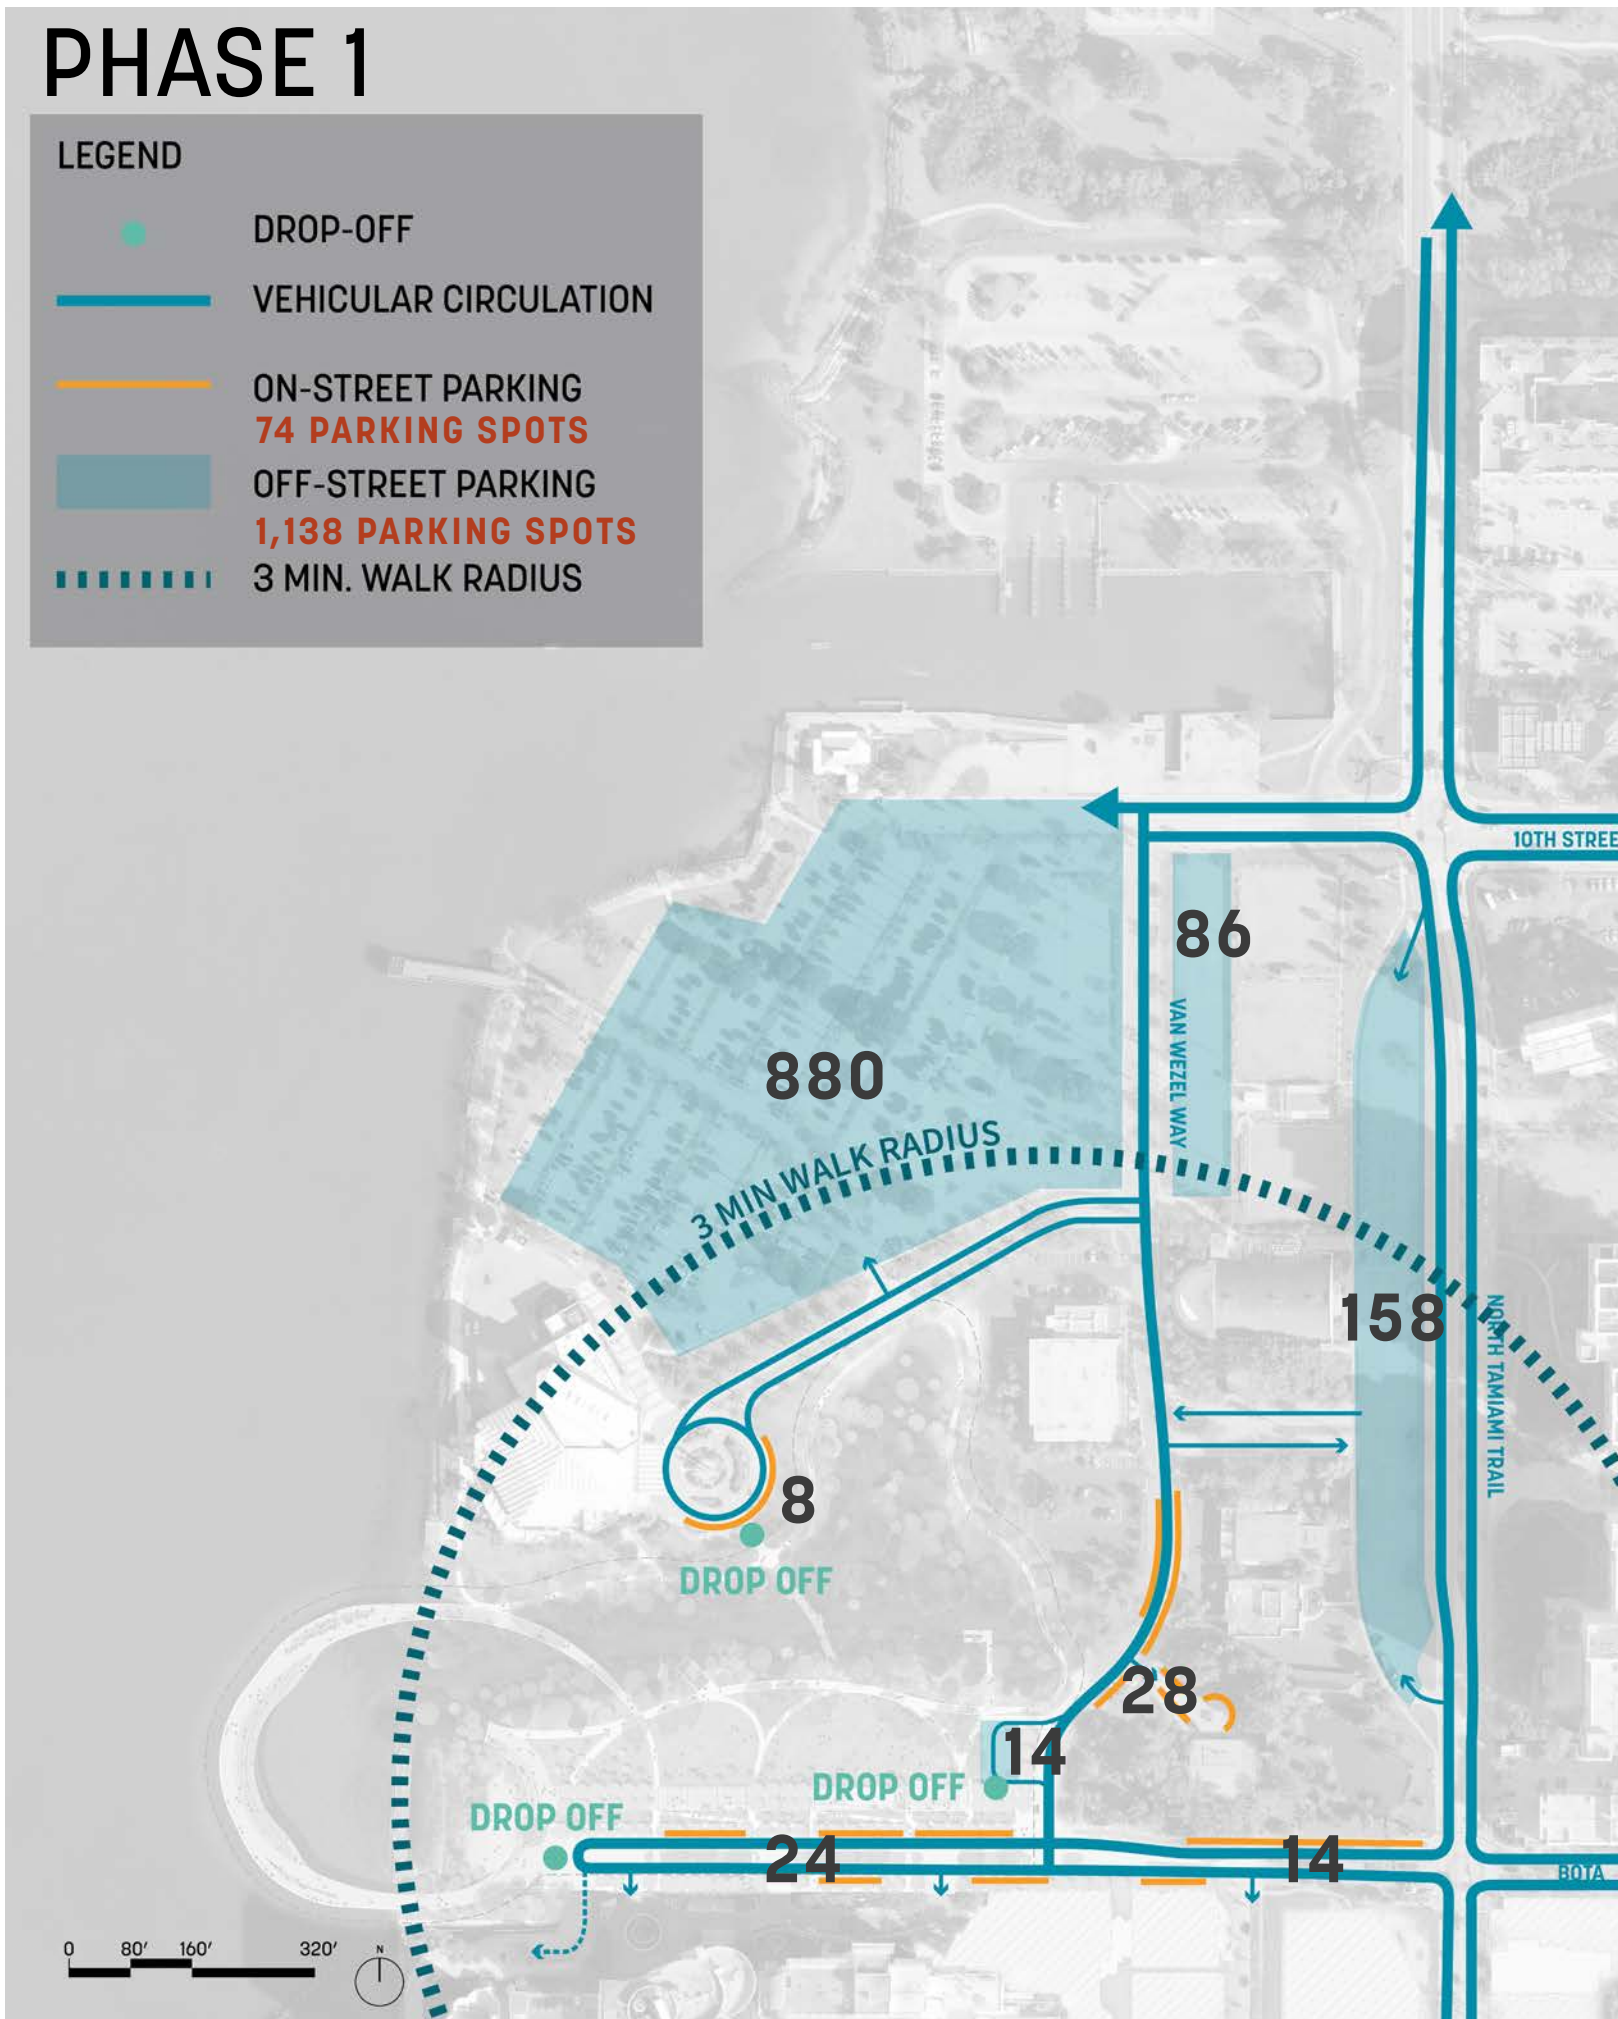 PHASE 1
LEGEND
DROP-OFF
VEHICULAR CIRCULATION
ON-STREET PARKING
74 PARKING SPOTS
OFF-STREET PARKING
1,138 PARKING SPOTS
3 MIN. WALK RADIUS
10TH STREE
86
VAN WEZEL WAY
880
3 MIN WALK RADIUS
158
NORTH TAMIAMI TRAIL
8
DROP OFF
28
14
DROP OFF
DROP OFF
24
14
BOTA
0 80' 160' 320'
N